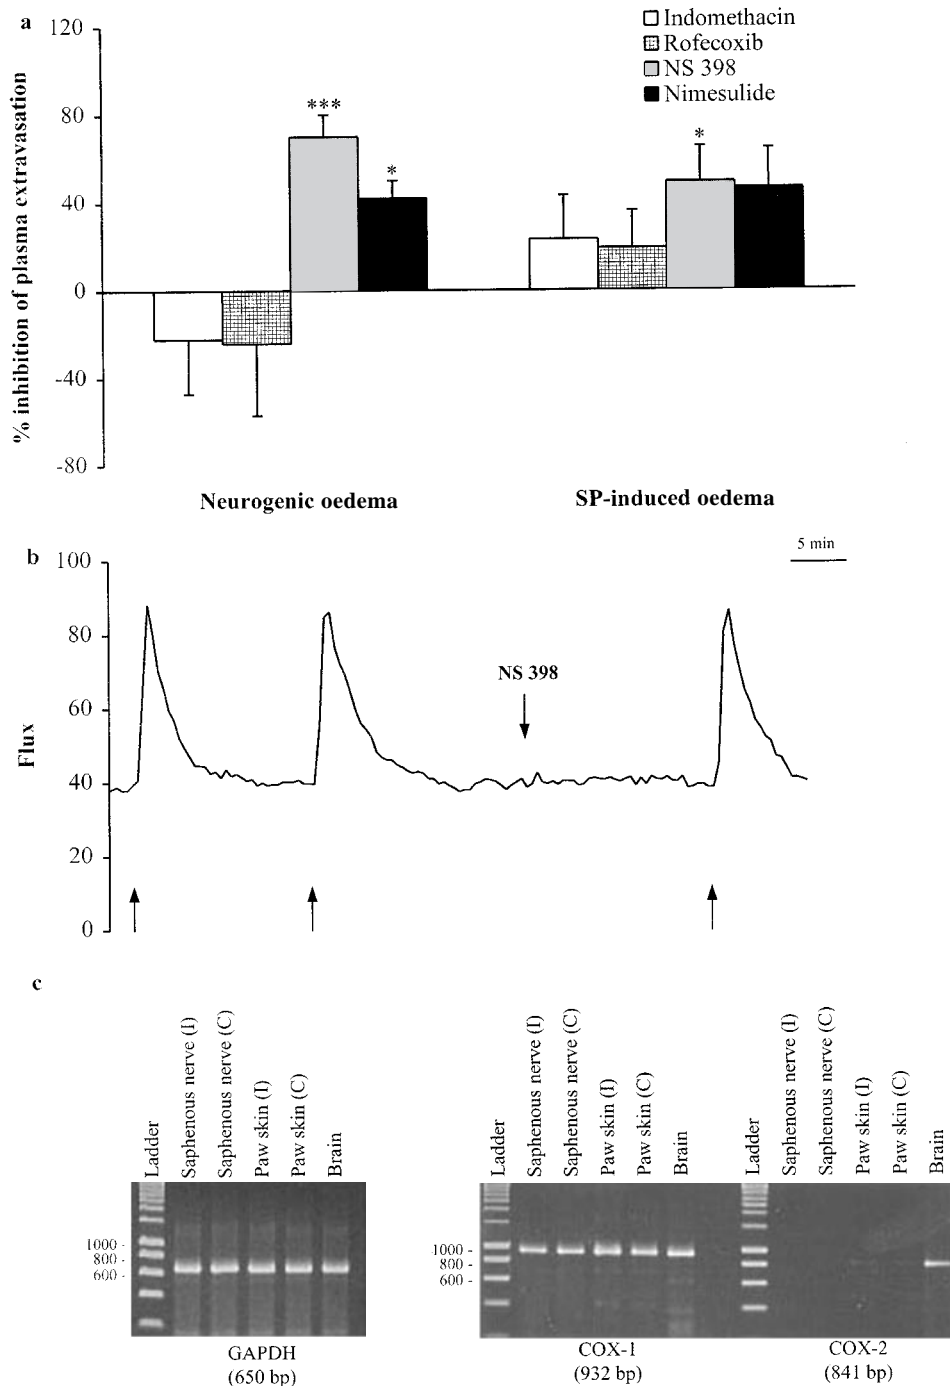 a
120
80
40
0
-40
-80
% inhibition of plasma extravasation
Indomethacin
Rofecoxib
NS 398
Nimesulide
***
*
*
Neurogenic oedema
SP-induced oedema
b
100
80
60
40
20
0
Flux
5 min
NS 398
c
Ladder
Saphenous nerve (I)
Saphenous nerve (C)
Paw skin (I)
Paw skin (C)
Brain
1000 -
800 -
600 -
GAPDH
(650 bp)
Ladder
Saphenous nerve (I)
Saphenous nerve (C)
Paw skin (I)
Paw skin (C)
Brain
1000 -
800 -
600 -
COX-1
(932 bp)
Ladder
Saphenous nerve (I)
Saphenous nerve (C)
Paw skin (I)
Paw skin (C)
Brain
COX-2
(841 bp)